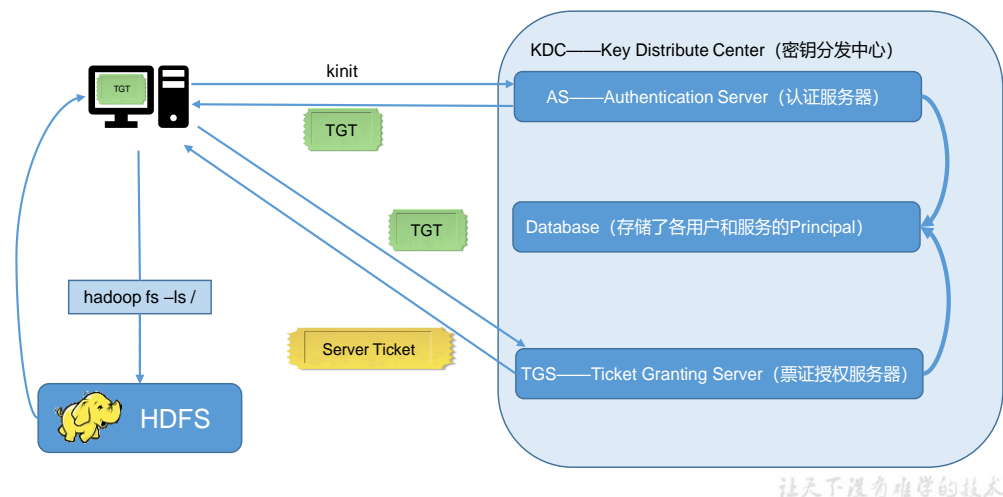 KDC——Key Distribute Center（密钥分发中心）
kinit
TGT
AS——Authentication Server（认证服务器）
TGT
TGT
Database（存储了各用户和服务的Principal）
hadoop fs –ls /
Server Ticket
TGS——Ticket Granting Server（票证授权服务器）
HDFS
让天下没有难学的技术